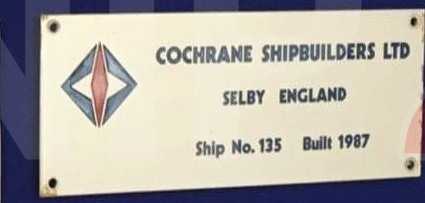 COCHRANE SHIPBUILDERS LTD
SELBY ENGLAND
Ship No. 135 Built 1987